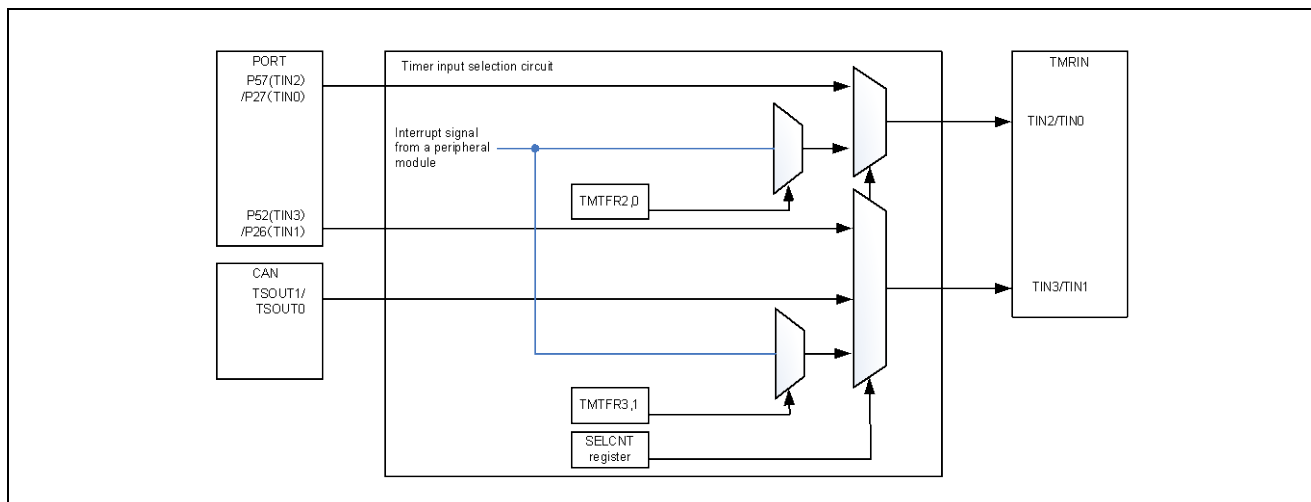 PORT
P57(TIN2)
/P27(TIN0)
P52(TIN3)
/P26(TIN1)
CAN
TSOUT1/
TSOUT0
Timer input selection circuit
Interrupt signal
from a peripheral
module
TMTFR2,0
TMTFR3,1
SELCNT
register
TMRIN
TIN2/TIN0
TIN3/TIN1